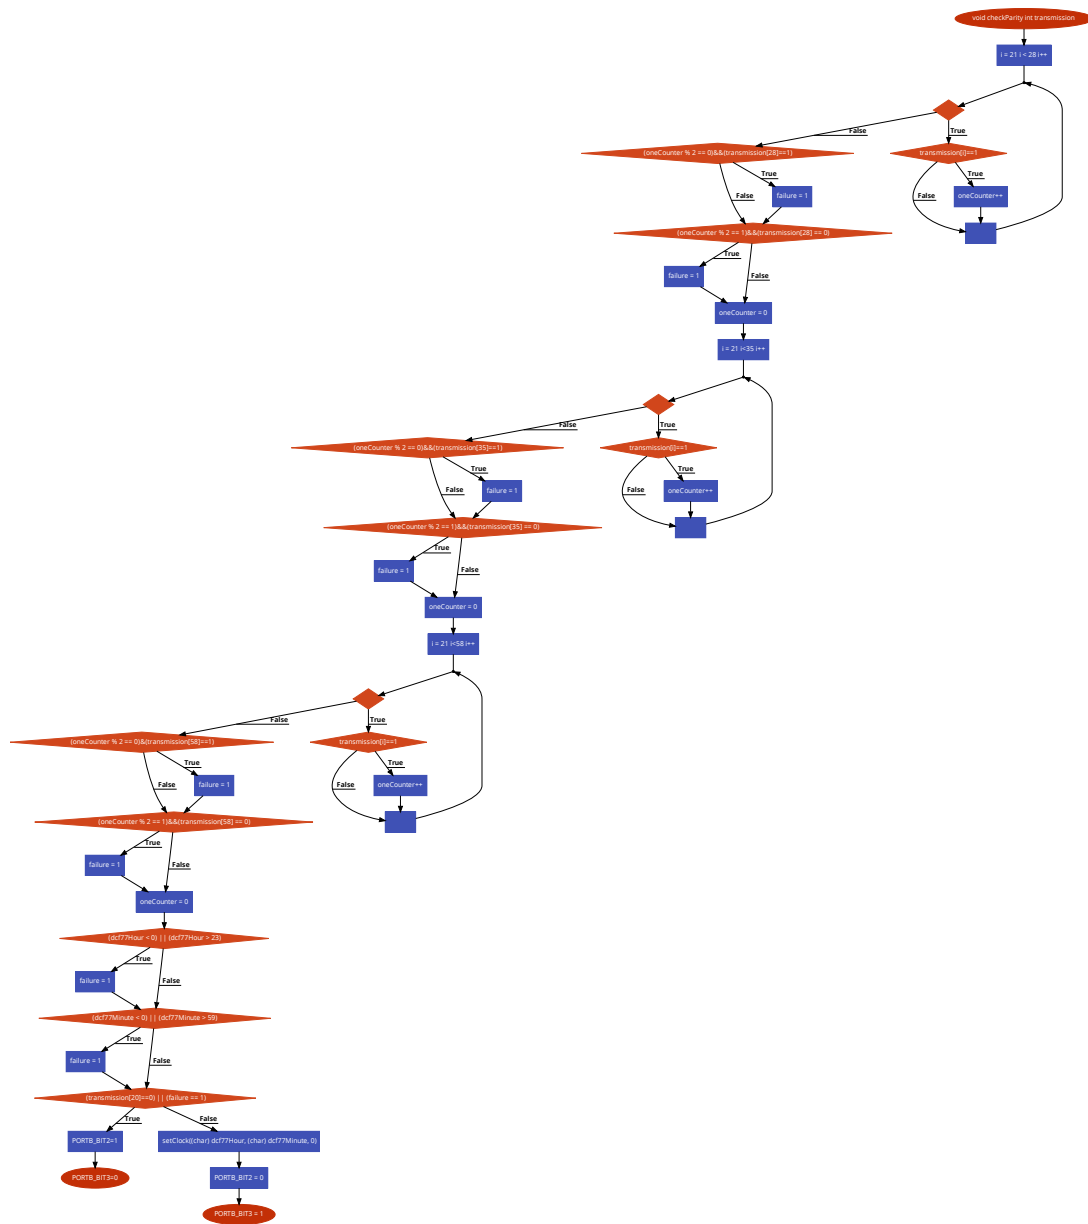 void checkParity int transmission
i = 21 i < 28 i++
False
True
(oneCounter % 2 == 0)&&(transmission[28]==1)
transmission[i]==1
True
True
False
False
failure = 1
oneCounter++
(oneCounter % 2 == 1)&&(transmission[28] == 0)
True
failure = 1
False
oneCounter = 0
i = 21 i<35 i++
False
True
(oneCounter % 2 == 0)&&(transmission[35]==1)
transmission[i]==1
True
True
False
False
failure = 1
oneCounter++
(oneCounter % 2 == 1)&&(transmission[35] == 0)
True
failure = 1
False
oneCounter = 0
i = 21 i<58 i++
False
True
(oneCounter % 2 == 0)&(transmission[58]==1)
transmission[i]==1
True
True
False
False
failure = 1
oneCounter++
(oneCounter % 2 == 1)&&(transmission[58] == 0)
True
failure = 1
False
oneCounter = 0
(dcf77Hour < 0) || (dcf77Hour > 23)
True
failure = 1
False
(dcf77Minute < 0) || (dcf77Minute > 59)
True
failure = 1
False
(transmission[20]==0) || (failure == 1)
True
False
PORTB_BIT2=1
setClock((char) dcf77Hour, (char) dcf77Minute, 0)
PORTB_BIT3=0
PORTB_BIT2 = 0
PORTB_BIT3 = 1